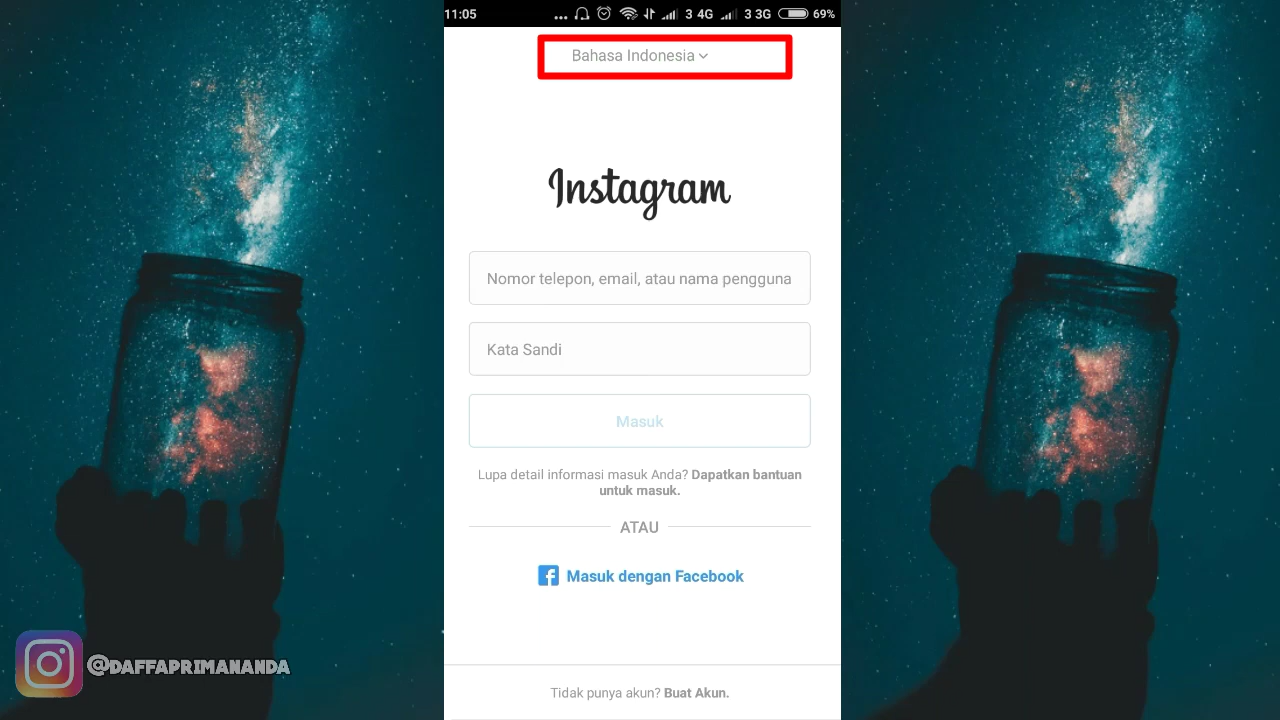 11:05 ... 3 4G 3 3G 69%
Bahasa Indonesia
Instagram
Nomor telepon, email, atau nama pengguna
Kata Sandi
Masuk
Lupa detail informasi masuk Anda? Dapatkan bantuan
untuk masuk.
ATAU
Masuk dengan Facebook
Tidak punya akun? Buat Akun.
@DAFFAPRIMANANDA